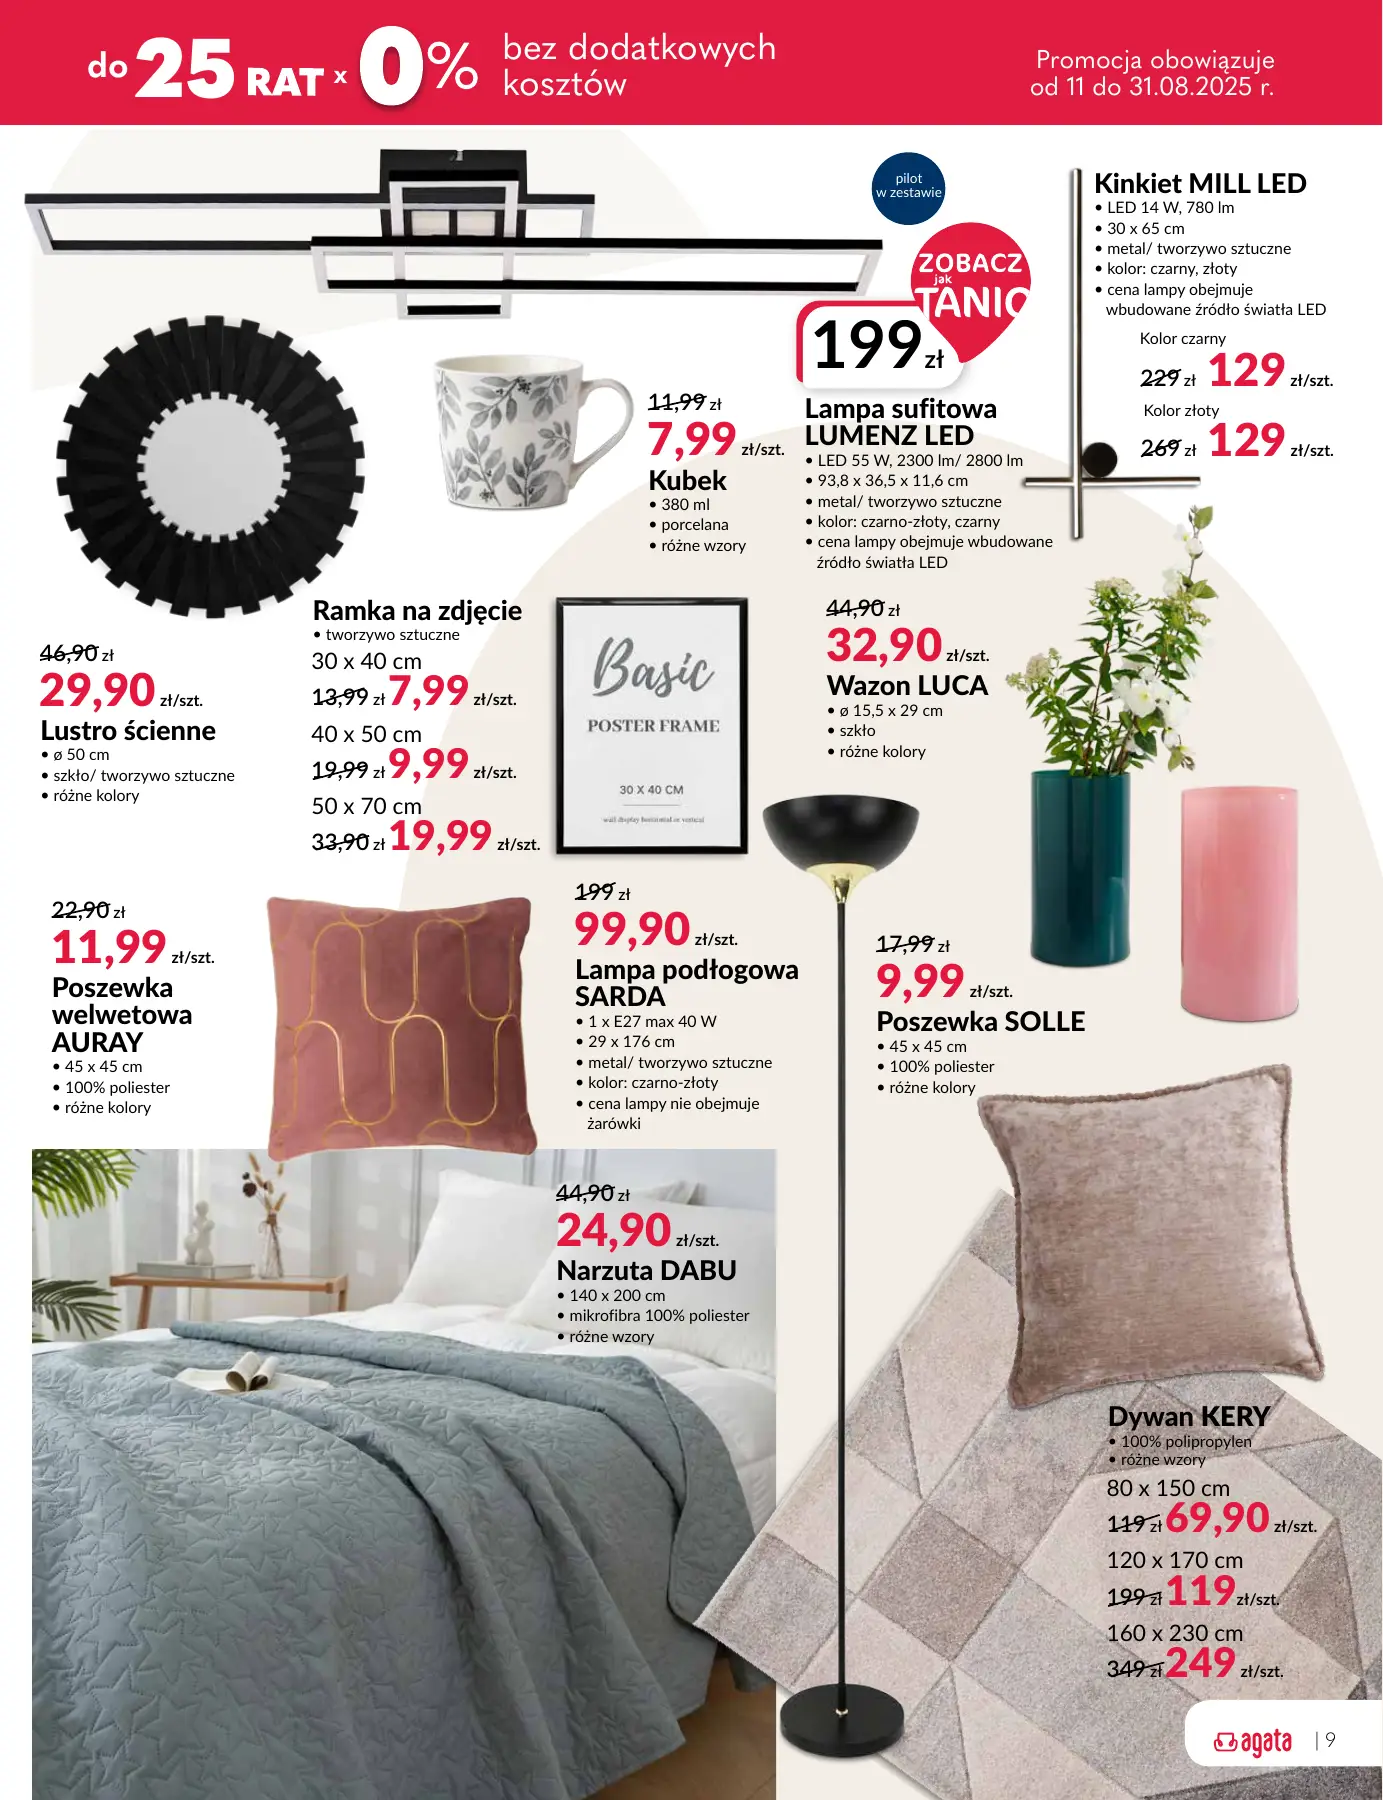 do 25 RAT x 0% bez dodatkowych
kosztów
Promocja obowiązuje
od 11 do 31.08.2025 r.
pilot
w zestawie
ZOBACZ
jak
TANIO
199 zł
Lampa sufitowa
LUMENZ LED
• LED 55 W, 2300 lm/ 2800 lm
• 93,8 x 36,5 x 11,6 cm
• metal/ tworzywo sztuczne
• kolor: czarno-złoty, czarny
• cena lampy obejmuje wbudowane
źródło światła LED
Kinkiet MILL LED
• LED 14 W, 780 lm
• 30 x 65 cm
• metal/ tworzywo sztuczne
• kolor: czarny, złoty
• cena lampy obejmuje
wbudowane źródło światła LED
Kolor czarny
229 zł 129 zł/szt.
Kolor złoty
269 zł 129 zł/szt.
11,99 zł
7,99 zł/szt.
Kubek
• 380 ml
• porcelana
• różne wzory
46,90 zł
29,90 zł/szt.
Lustro ścienne
• ø 50 cm
• szkło/ tworzywo sztuczne
• różne kolory
Ramka na zdjęcie
• tworzywo sztuczne
30 x 40 cm
13,99 zł 7,99 zł/szt.
40 x 50 cm
19,99 zł 9,99 zł/szt.
50 x 70 cm
33,90 zł 19,99 zł/szt.
Basic
POSTER FRAME
30 X 40 CM
wall display horizontal or vertical
44,90 zł
32,90 zł/szt.
Wazon LUCA
• ø 15,5 x 29 cm
• szkło
• różne kolory
22,90 zł
11,99 zł/szt.
Poszewka
welwetowa
AURAY
• 45 x 45 cm
• 100% poliester
• różne kolory
199 zł
99,90 zł/szt.
Lampa podłogowa
SARDA
• 1 x E27 max 40 W
• 29 x 176 cm
• metal/ tworzywo sztuczne
• kolor: czarno-złoty
• cena lampy nie obejmuje
żarówki
17,99 zł
9,99 zł/szt.
Poszewka SOLLE
• 45 x 45 cm
• 100% poliester
• różne kolory
44,90 zł
24,90 zł/szt.
Narzuta DABU
• 140 x 200 cm
• mikrofibra 100% poliester
• różne wzory
Dywan KERY
• 100% polipropylen
• różne wzory
80 x 150 cm
119 zł 69,90 zł/szt.
120 x 170 cm
199 zł 119 zł/szt.
160 x 230 cm
349 zł 249 zł/szt.
agata | 9